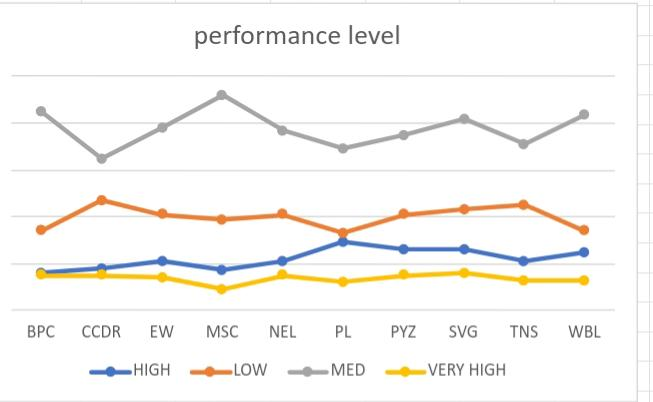 performance level
BPC CCDR EW MSC NEL PL PYZ SVG TNS WBL
HIGH LOW MED VERY HIGH